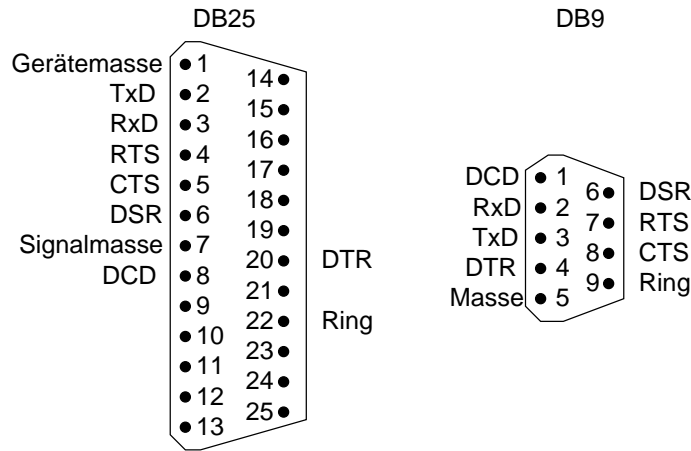 DB25
Gerätemasse 1 14
TxD 2 15
RxD 3 16
RTS 4 17
CTS 5 18
DSR 6 19
Signalmasse 7 20 DTR
DCD 8 21
9 22 Ring
10 23
11 24
12 25
13
DB9
DCD 1 6 DSR
RxD 2 7 RTS
TxD 3 8 CTS
DTR 4 9 Ring
Masse 5